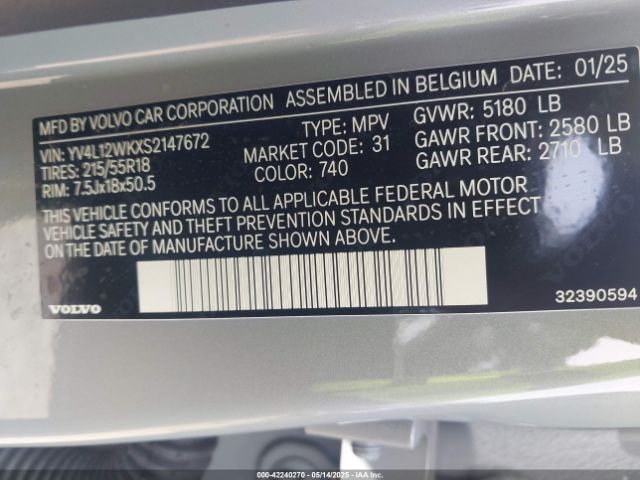 MFD BY VOLVO CAR CORPORATION ASSEMBLED IN BELGIUM DATE: 01/25
VIN: YV4L12WKXS2147672 TYPE: MPV GVWR: 5180 LB
TIRES: 215/55R18 MARKET CODE: 31 GAWR FRONT: 2580 LB
RIM: 7.5Jx18x50.5 COLOR: 740 GAWR REAR: 2710 LB
THIS VEHICLE CONFORMS TO ALL APPLICABLE FEDERAL MOTOR
VEHICLE SAFETY AND THEFT PREVENTION STANDARDS IN EFFECT
ON THE DATE OF MANUFACTURE SHOWN ABOVE.
VOLVO 32390594
000-42240270 - 05/14/2025 - IAAI.COM